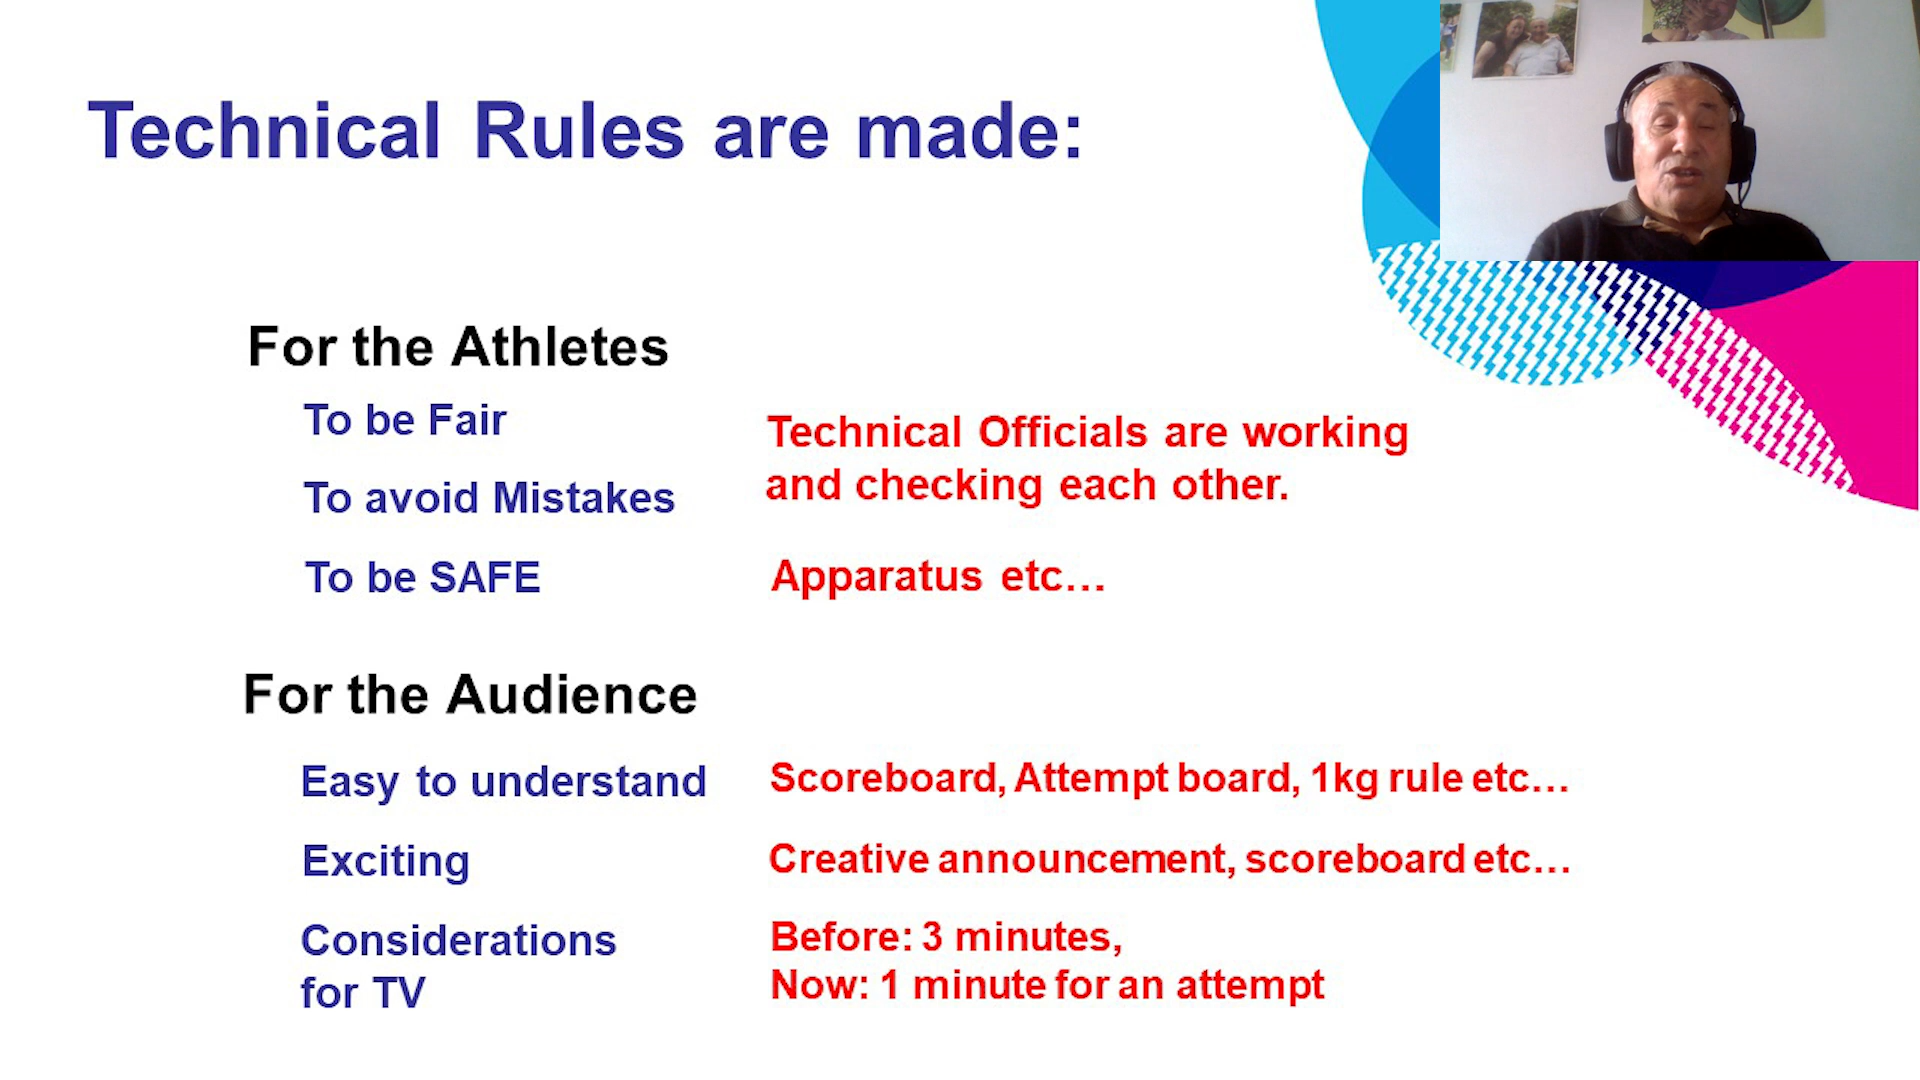 Technical Rules are made:
For the Athletes
To be Fair
To avoid Mistakes
Technical Officials are working
and checking each other.
To be SAFE
Apparatus etc…
For the Audience
Easy to understand
Scoreboard, Attempt board, 1kg rule etc…
Exciting
Creative announcement, scoreboard etc…
Considerations
for TV
Before: 3 minutes,
Now: 1 minute for an attempt